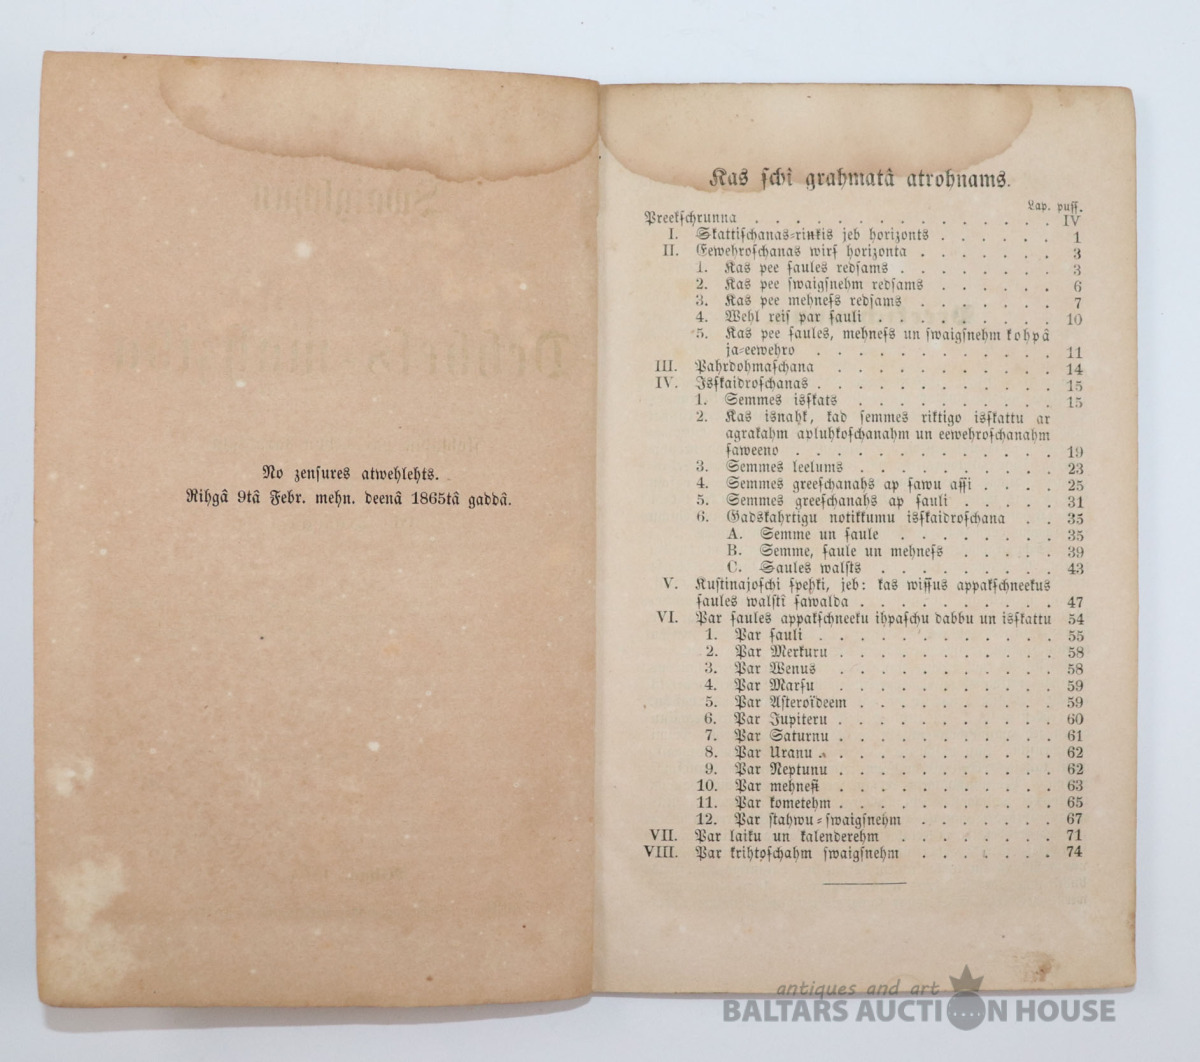 No zenſures atwehlehts.
Rihgâ 9tâ Febr. mehn. deenâ 1865tâ gaddâ.
Kas ſchî grahmatâ atrohnams.
Lap. puſſ.
Preekſchrunna . . . . . . . . . . . . . . . IV
I. Skattiſchanas-rinkis jeb horizonts . . . . . . 1
II. Eewehroſchanas wirſ horizonta . . . . . . . 3
1. Kas pee ſaules redſams . . . . . . . . 3
2. Kas pee ſwaigſnehm redſams . . . . . . 6
3. Kas pee mehneſs redſams . . . . . . . 7
4. Wehl reiſ par ſauli . . . . . . . . . 10
5. Kas pee ſaules, mehneſs un ſwaigſnehm kohpâ
ja-eewehro . . . . . . . . . . . . 11
III. Pahrdohmaſchana . . . . . . . . . . . 14
IV. Isſkaidroſchanas . . . . . . . . . . . . 15
1. Semmes isſkats . . . . . . . . . . . 15
2. Kas isnahk, kad ſemmes riktigo isſkattu ar
agrakahm apluhkoſchanahm un eewehroſchanahm
ſaweeno . . . . . . . . . . . . . 19
3. Semmes leelums . . . . . . . . . . 23
4. Semmes greeſchanahs ap ſawu aſſi . . . . 25
5. Semmes greeſchanahs ap ſauli . . . . . 31
6. Gadskahrtigu notikkumu isſkaidroſchana . . 35
A. Semme un ſaule . . . . . . . . 35
B. Semme, ſaule un mehneſs . . . . . 39
C. Saules walſts . . . . . . . . . 43
V. Kuſtinajoſchi ſpehki, jeb: kas wiſſus appakſchneekus
ſaules walſtî ſawalda . . . . . . . . . . 47
VI. Par ſaules appakſchneeku ihpaſchu dabbu un isſkattu 54
1. Par ſauli . . . . . . . . . . . . 55
2. Par Merkuru . . . . . . . . . . . 58
3. Par Wenus . . . . . . . . . . . 58
4. Par Marſu . . . . . . . . . . . 59
5. Par Aſteroïdeem . . . . . . . . . . 59
6. Par Jupiteru . . . . . . . . . . . 60
7. Par Saturnu . . . . . . . . . . . 61
8. Par Uranu . . . . . . . . . . . . 62
9. Par Neptunu . . . . . . . . . . . 62
10. Par mehneſi . . . . . . . . . . . 63
11. Par kometehm . . . . . . . . . . . 65
12. Par ſtahwu-ſwaigſnehm . . . . . . . 67
VII. Par laiku un kalenderehm . . . . . . . . 71
VIII. Par krihtoſchahm ſwaigſnehm . . . . . . . 74
antiques and art
BALTARS AUCTION HOUSE